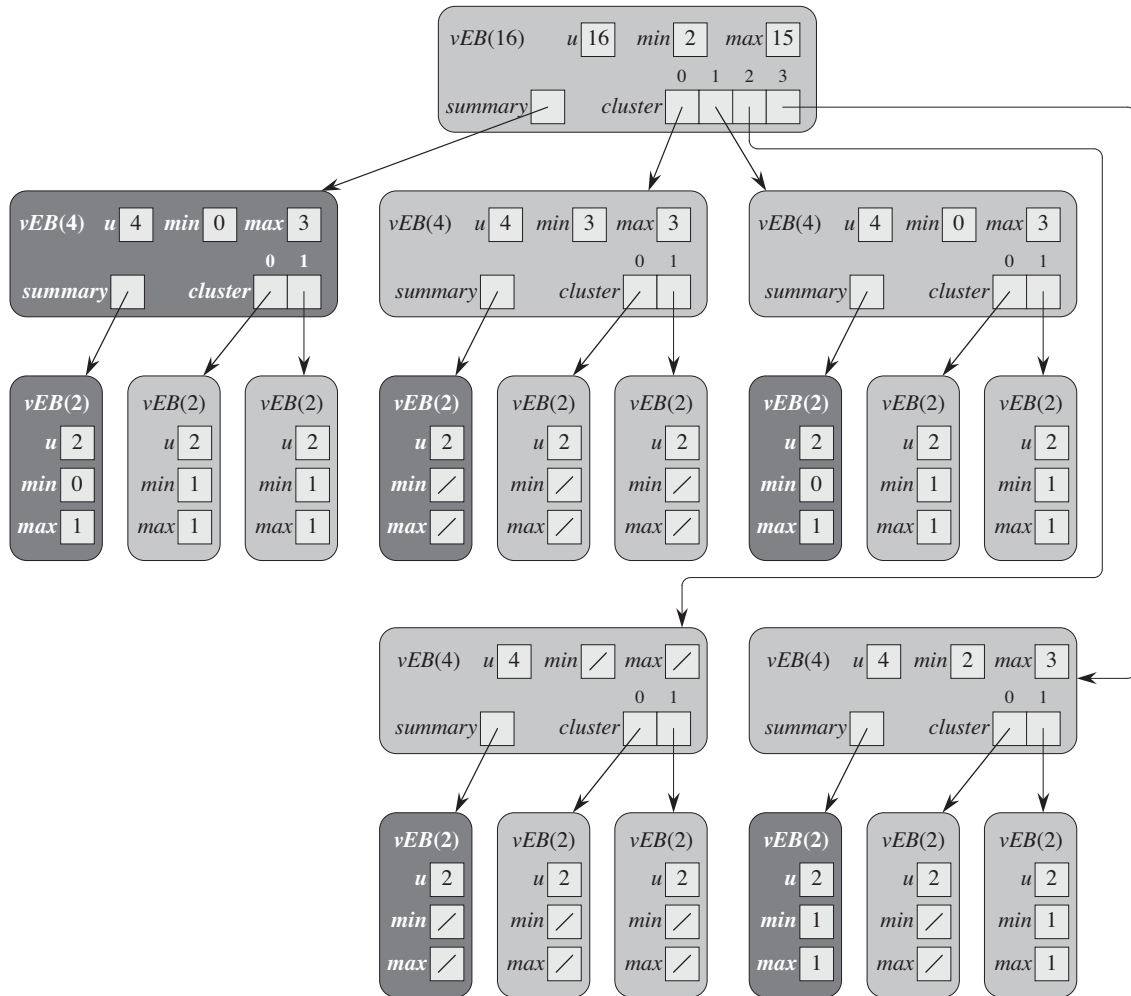 vEB(16) u 16 min 2 max 15
0 1 2 3
summary cluster
vEB(4) u 4 min 0 max 3 vEB(4) u 4 min 3 max 3 vEB(4) u 4 min 0 max 3
0 1 0 1 0 1
summary cluster summary cluster summary cluster
vEB(2) vEB(2) vEB(2) vEB(2) vEB(2) vEB(2) vEB(2) vEB(2) vEB(2)
u 2 u 2 u 2 u 2 u 2 u 2 u 2 u 2 u 2
min 0 min 1 min 1 min / min / min / min 0 min 1 min 1
max 1 max 1 max 1 max / max / max / max 1 max 1 max 1
vEB(4) u 4 min / max / vEB(4) u 4 min 2 max 3
0 1 0 1
summary cluster summary cluster
vEB(2) vEB(2) vEB(2) vEB(2) vEB(2) vEB(2)
u 2 u 2 u 2 u 2 u 2 u 2
min / min / min / min 1 min / min 1
max / max / max / max 1 max / max 1